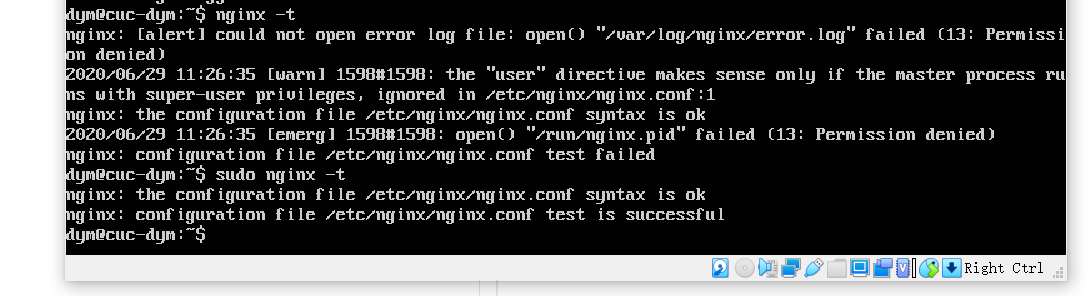 dym@cuc-dym:~$ nginx -t
nginx: [alert] could not open error log file: open() "/var/log/nginx/error.log" failed (13: Permissi
on denied)
2020/06/29 11:26:35 [warn] 1598#1598: the "user" directive makes sense only if the master process ru
ns with super-user privileges, ignored in /etc/nginx/nginx.conf:1
nginx: the configuration file /etc/nginx/nginx.conf syntax is ok
2020/06/29 11:26:35 [emerg] 1598#1598: open() "/run/nginx.pid" failed (13: Permission denied)
nginx: configuration file /etc/nginx/nginx.conf test failed
dym@cuc-dym:~$ sudo nginx -t
nginx: the configuration file /etc/nginx/nginx.conf syntax is ok
nginx: configuration file /etc/nginx/nginx.conf test is successful
dym@cuc-dym:~$
Right Ctrl